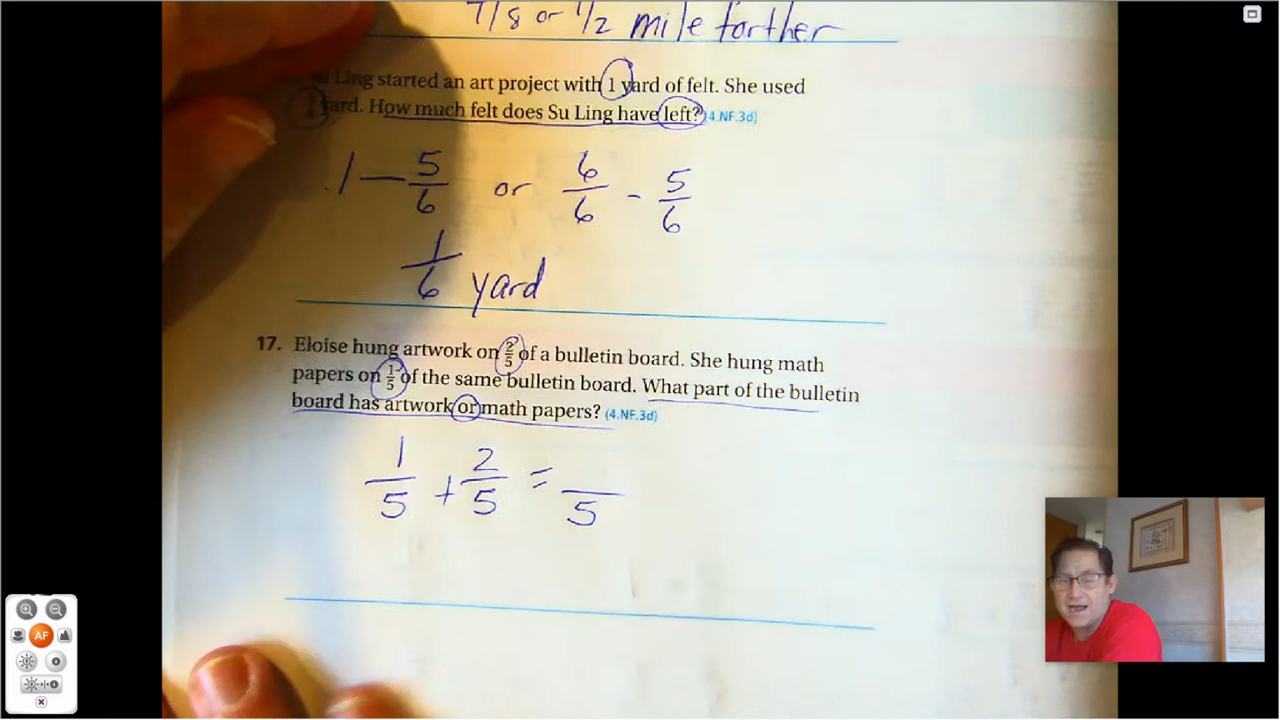 7/8 or 1/2 mile farther
Ling started an art project with 1 yard of felt. She used
yard. How much felt does Su Ling have left? (4.NF.3d)
1 — 5/6 or 6/6 - 5/6
1/6 yard
17. Eloise hung artwork on 2/5 of a bulletin board. She hung math
papers on 1/5 of the same bulletin board. What part of the bulletin
board has artwork or math papers? (4.NF.3d)
1/5 + 2/5 = /5
AF